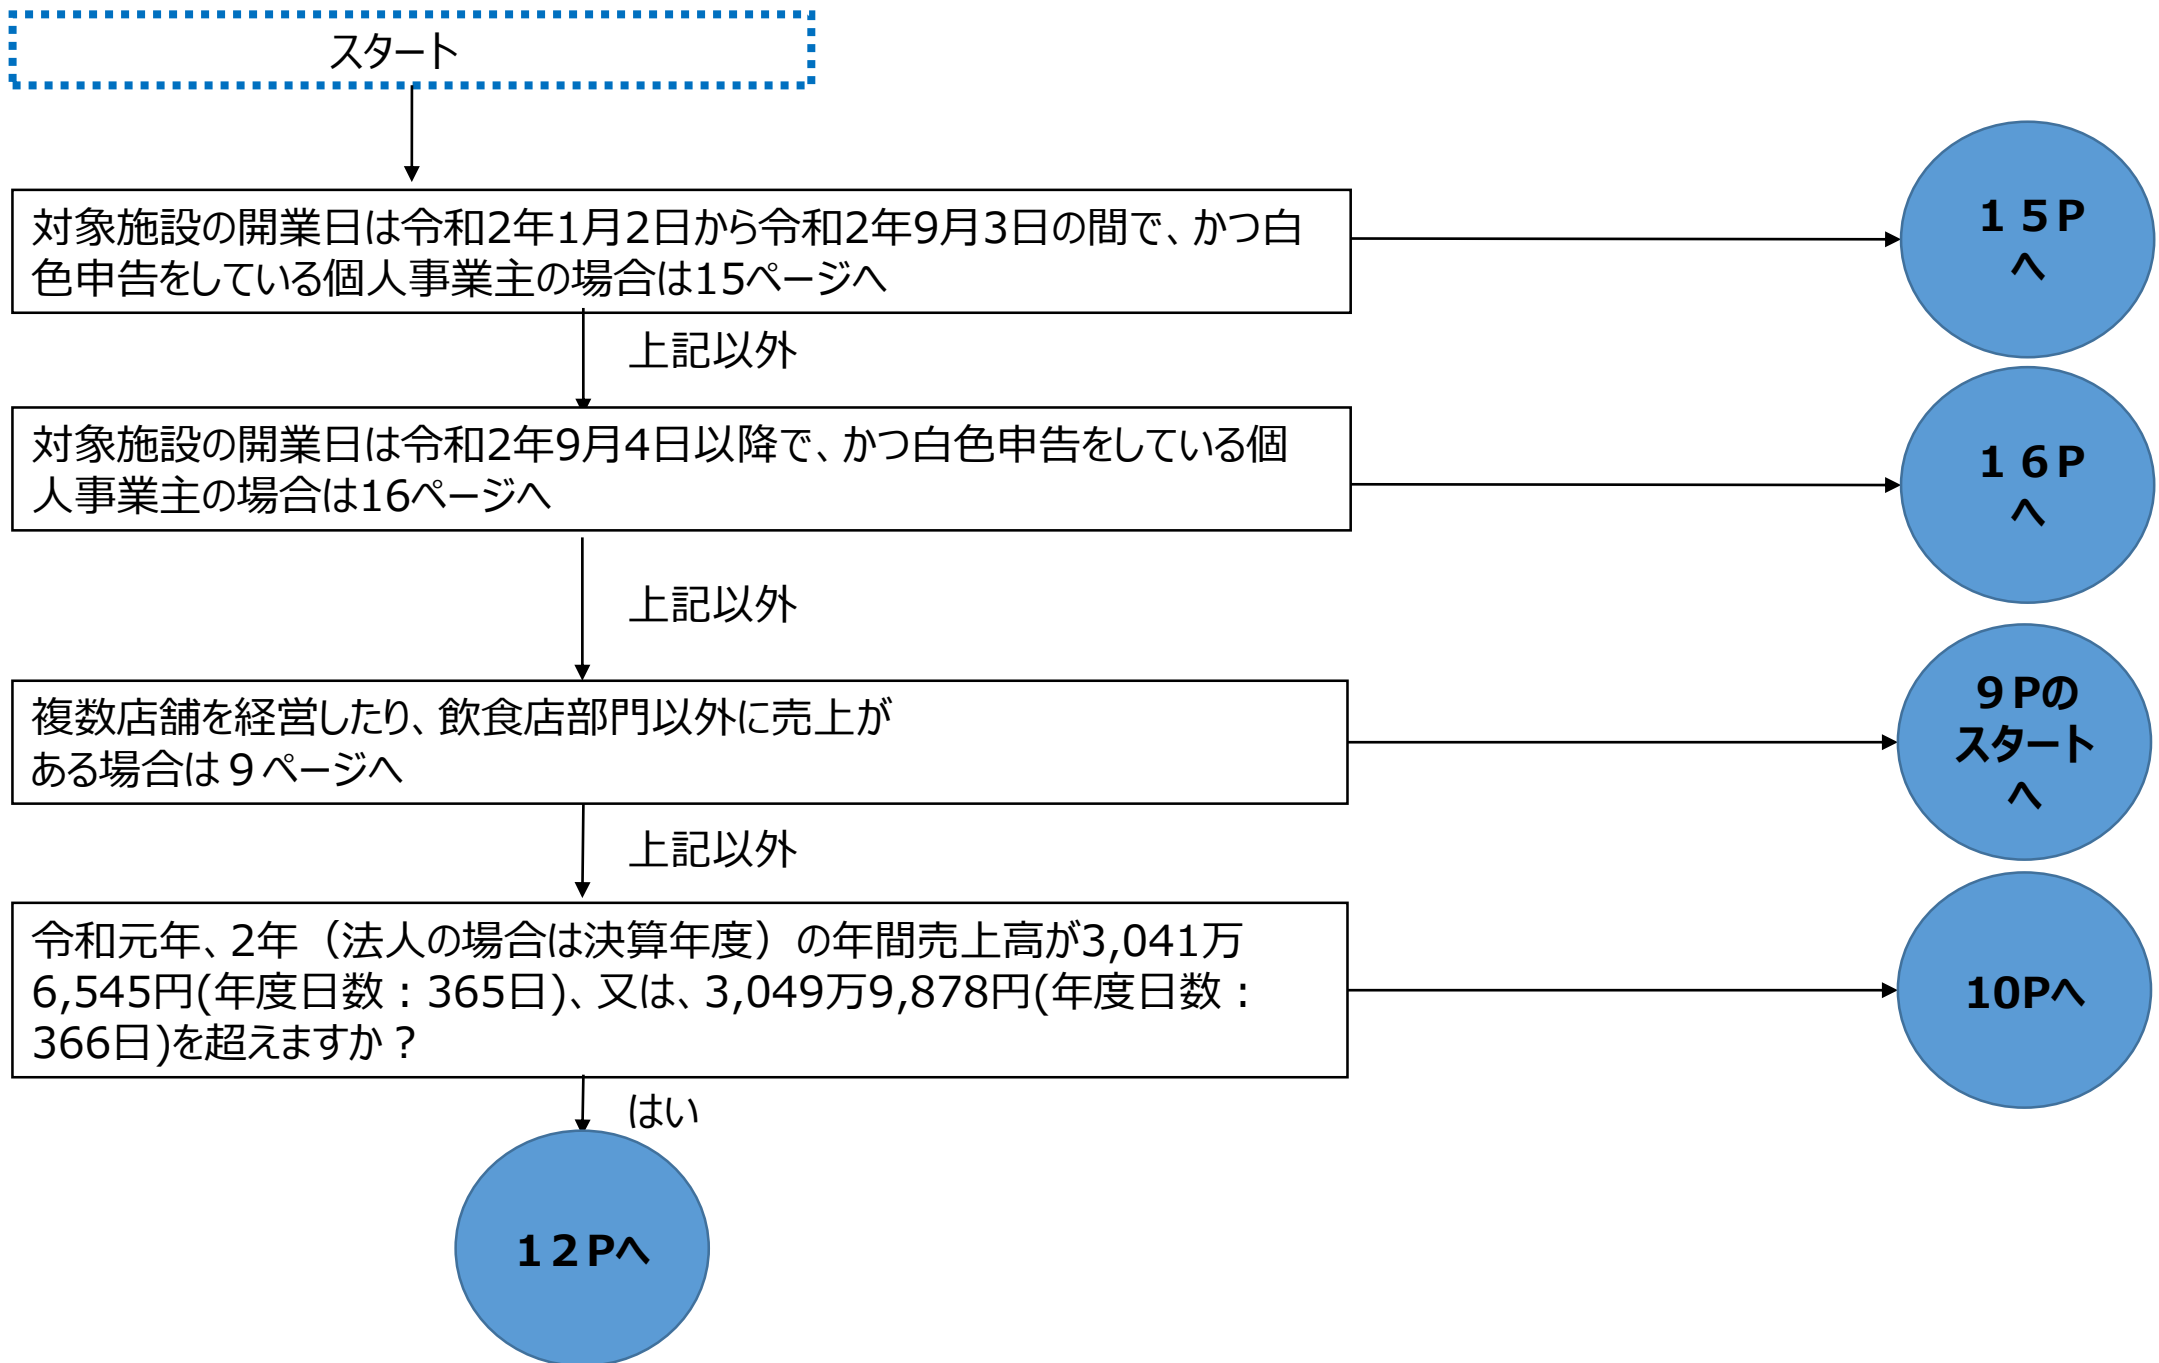 スタート
対象施設の開業日は令和2年1月2日から令和2年9月3日の間で、かつ白
色申告をしている個人事業主の場合は15ページへ
１５P
へ
上記以外
対象施設の開業日は令和2年9月4日以降で、かつ白色申告をしている個
人事業主の場合は16ページへ
１６P
へ
上記以外
複数店舗を経営したり、飲食店部門以外に売上が
ある場合は９ページへ
９Pの
スタート
へ
上記以外
令和元年、2年（法人の場合は決算年度）の年間売上高が3,041万
6,545円(年度日数：365日)、又は、3,049万9,878円(年度日数：
366日)を超えますか？
10Pへ
はい
１２Pへ